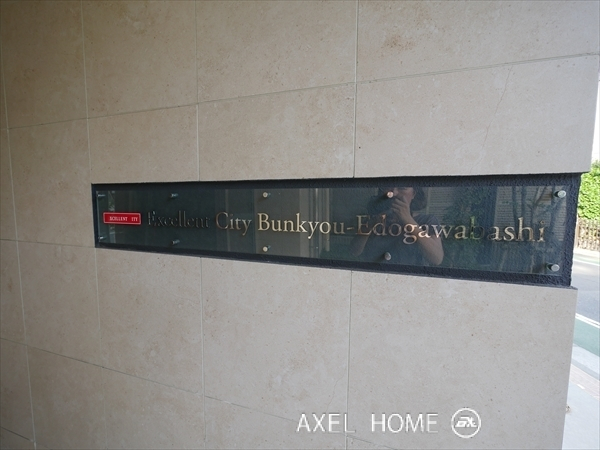 EXCELLENT CITY
Excellent City Bunkyou-Edogawabashi
AXEL HOME